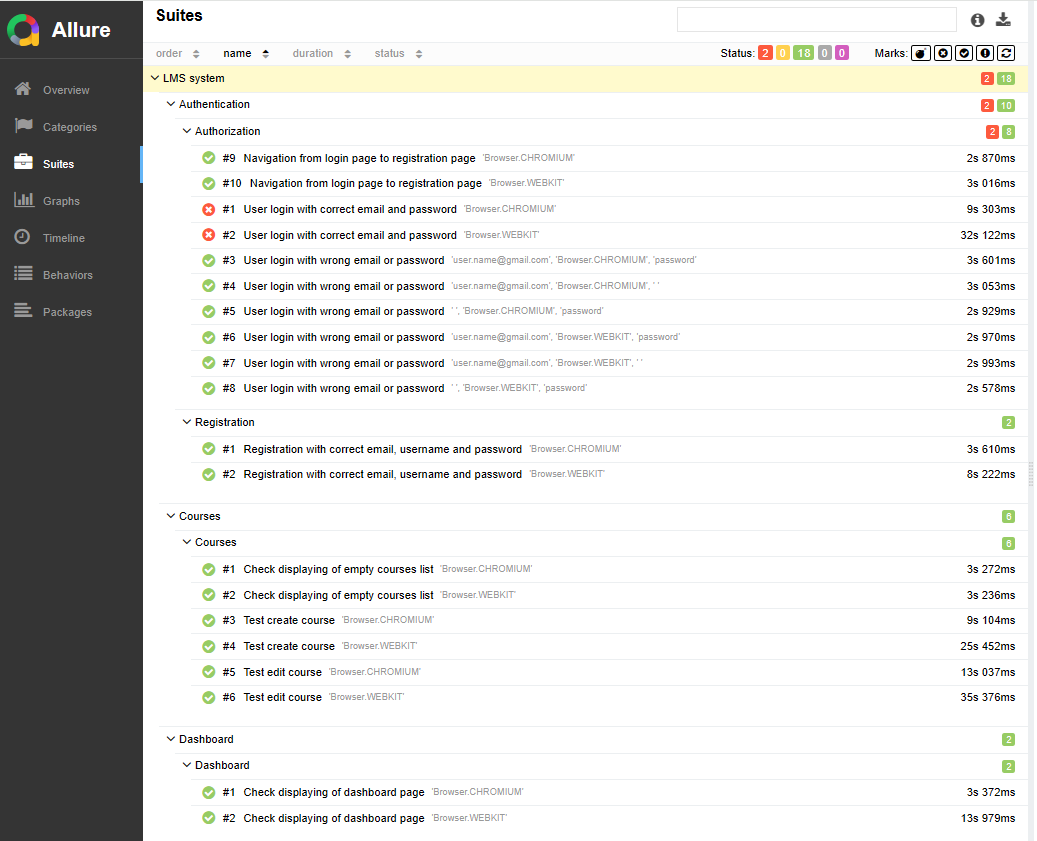 Allure
Overview
Categories
Suites
Graphs
Timeline
Behaviors
Packages
Suites
order name duration status Status: 2 0 18 0 0 Marks:
LMS system 2 18
Authentication 2 10
Authorization 2 8
#9 Navigation from login page to registration page 'Browser.CHROMIUM' 2s 870ms
#10 Navigation from login page to registration page 'Browser.WEBKIT' 3s 016ms
#1 User login with correct email and password 'Browser.CHROMIUM' 9s 303ms
#2 User login with correct email and password 'Browser.WEBKIT' 32s 122ms
#3 User login with wrong email or password 'user.name@gmail.com', 'Browser.CHROMIUM', 'password' 3s 601ms
#4 User login with wrong email or password 'user.name@gmail.com', 'Browser.CHROMIUM', ' ' 3s 053ms
#5 User login with wrong email or password ' ', 'Browser.CHROMIUM', 'password' 2s 929ms
#6 User login with wrong email or password 'user.name@gmail.com', 'Browser.WEBKIT', 'password' 2s 970ms
#7 User login with wrong email or password 'user.name@gmail.com', 'Browser.WEBKIT', ' ' 2s 993ms
#8 User login with wrong email or password ' ', 'Browser.WEBKIT', 'password' 2s 578ms
Registration 2
#1 Registration with correct email, username and password 'Browser.CHROMIUM' 3s 610ms
#2 Registration with correct email, username and password 'Browser.WEBKIT' 8s 222ms
Courses 6
Courses 6
#1 Check displaying of empty courses list 'Browser.CHROMIUM' 3s 272ms
#2 Check displaying of empty courses list 'Browser.WEBKIT' 3s 236ms
#3 Test create course 'Browser.CHROMIUM' 9s 104ms
#4 Test create course 'Browser.WEBKIT' 25s 452ms
#5 Test edit course 'Browser.CHROMIUM' 13s 037ms
#6 Test edit course 'Browser.WEBKIT' 35s 376ms
Dashboard 2
Dashboard 2
#1 Check displaying of dashboard page 'Browser.CHROMIUM' 3s 372ms
#2 Check displaying of dashboard page 'Browser.WEBKIT' 13s 979ms